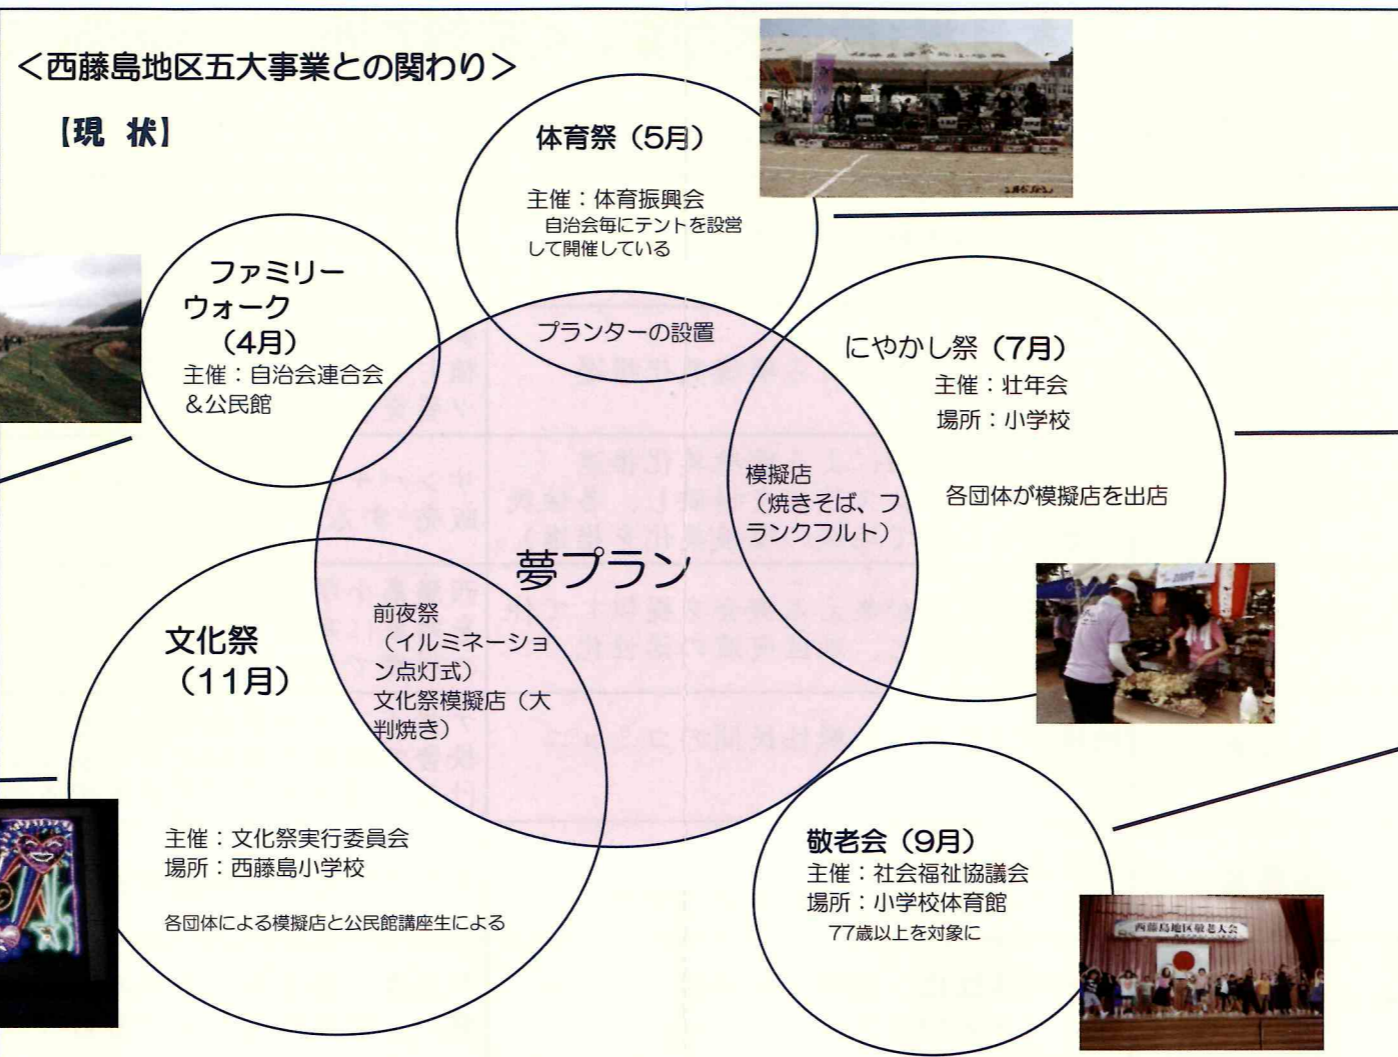 ＜西藤島地区五大事業との関わり＞
【現 状】
体育祭（5月）
主催：体育振興会
自治会毎にテントを設営
して開催している
ファミリー
ウォーク
（4月）
主催：自治会連合会
＆公民館
プランターの設置
にやかし祭（7月）
主催：壮年会
場所：小学校
各団体が模擬店を出店
模擬店
（焼きそば、フ
ランクフルト）
夢プラン
前夜祭
（イルミネーショ
ン点灯式）
文化祭模擬店（大
判焼き）
文化祭
（11月）
主催：文化祭実行委員会
場所：西藤島小学校
各団体による模擬店と公民館講座生による
敬老会（9月）
主催：社会福祉協議会
場所：小学校体育館
77歳以上を対象に
西藤島地区敬老大会